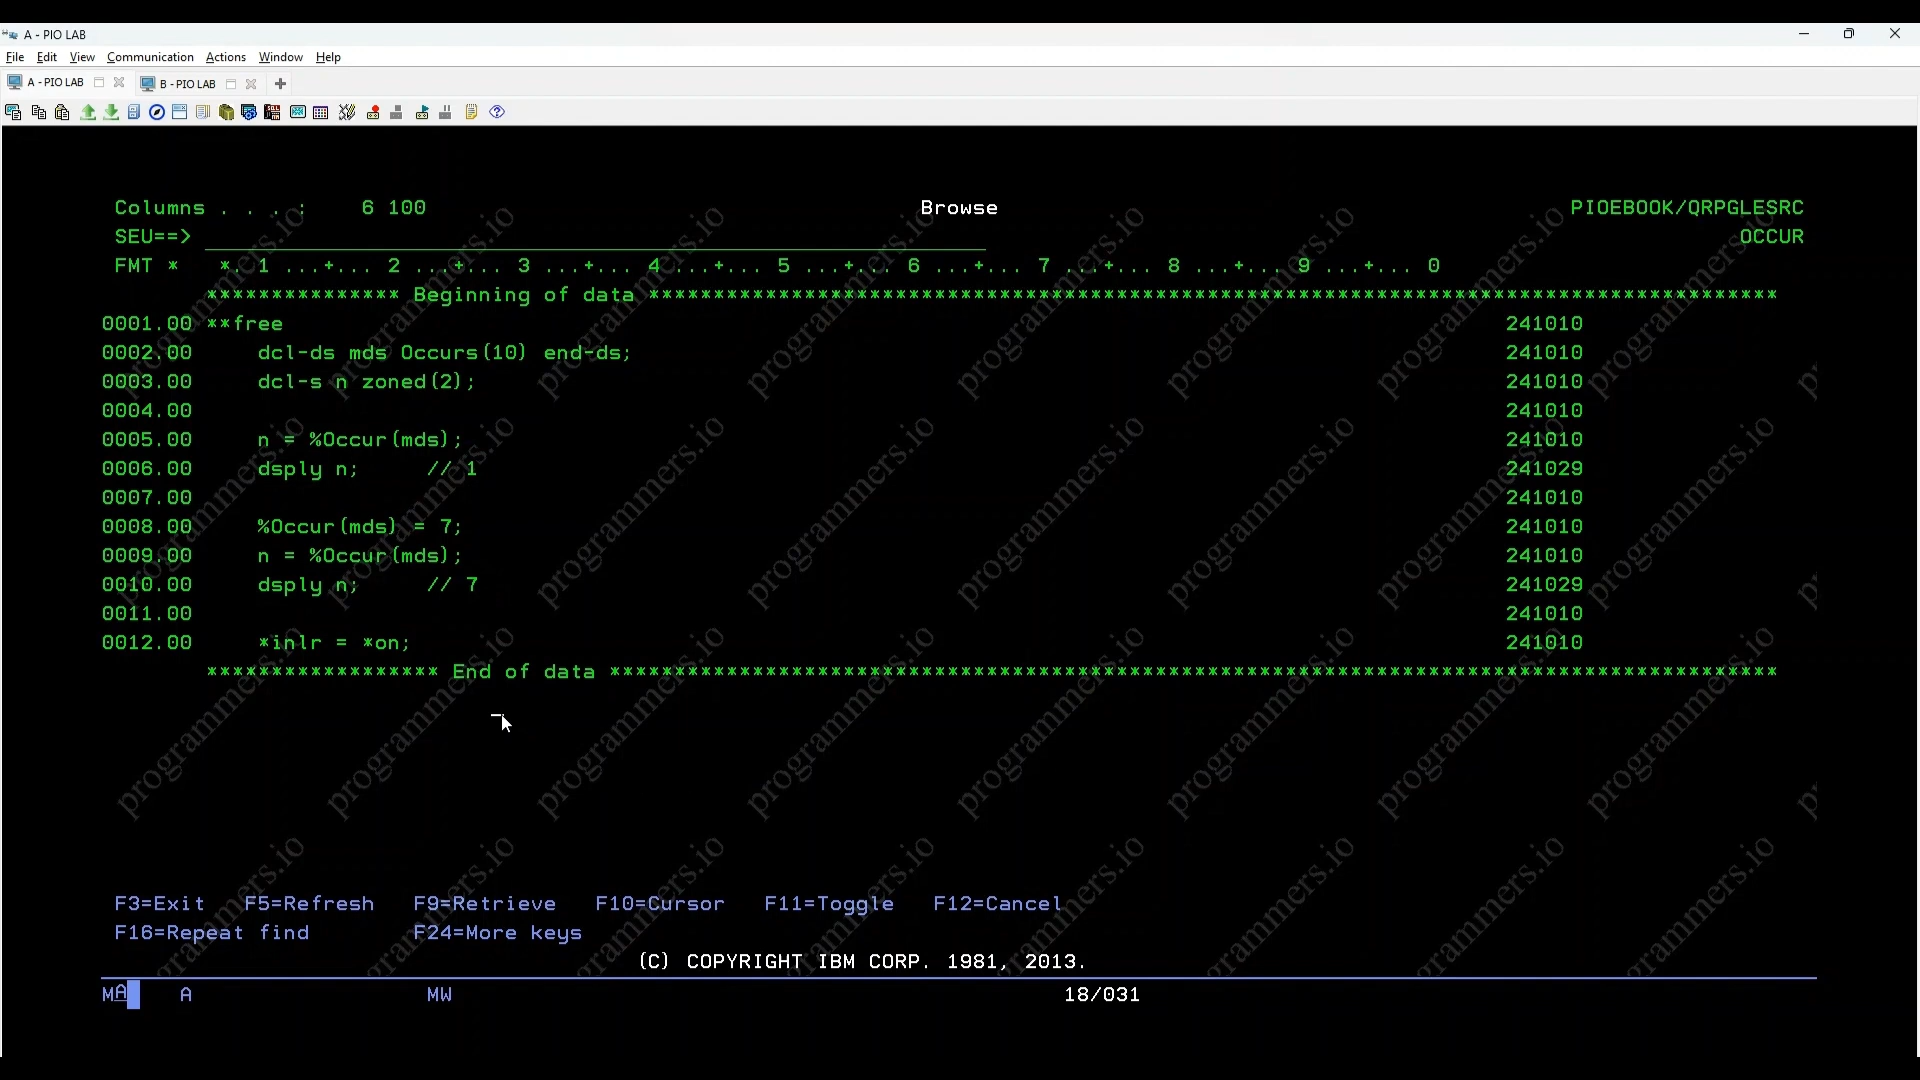 A - PIO LAB
File Edit View Communication Actions Window Help
A - PIO LAB B - PIO LAB
Columns . . . : 6 100 Browse PIOEBOOK/QRPGLESRC
SEU==> OCCUR
FMT * *. 1 ...+... 2 ...+... 3 ...+... 4 ...+... 5 ...+... 6 ...+... 7 ...+... 8 ...+... 9 ...+... 0
*************** Beginning of data ***************************************************************************************
0001.00 **free 241010
0002.00 dcl-ds mds Occurs(10) end-ds; 241010
0003.00 dcl-s n zoned(2); 241010
0004.00 241010
0005.00 n = %Occur(mds); 241010
0006.00 dsply n; // 1 241029
0007.00 241010
0008.00 %Occur(mds) = 7; 241010
0009.00 n = %Occur(mds); 241010
0010.00 dsply n; // 7 241029
0011.00 241010
0012.00 *inlr = *on; 241010
****************** End of data ******************************************************************************************
F3=Exit F5=Refresh F9=Retrieve F10=Cursor F11=Toggle F12=Cancel
F16=Repeat find F24=More keys
(C) COPYRIGHT IBM CORP. 1981, 2013.
MA A MW 18/031
programmers.io